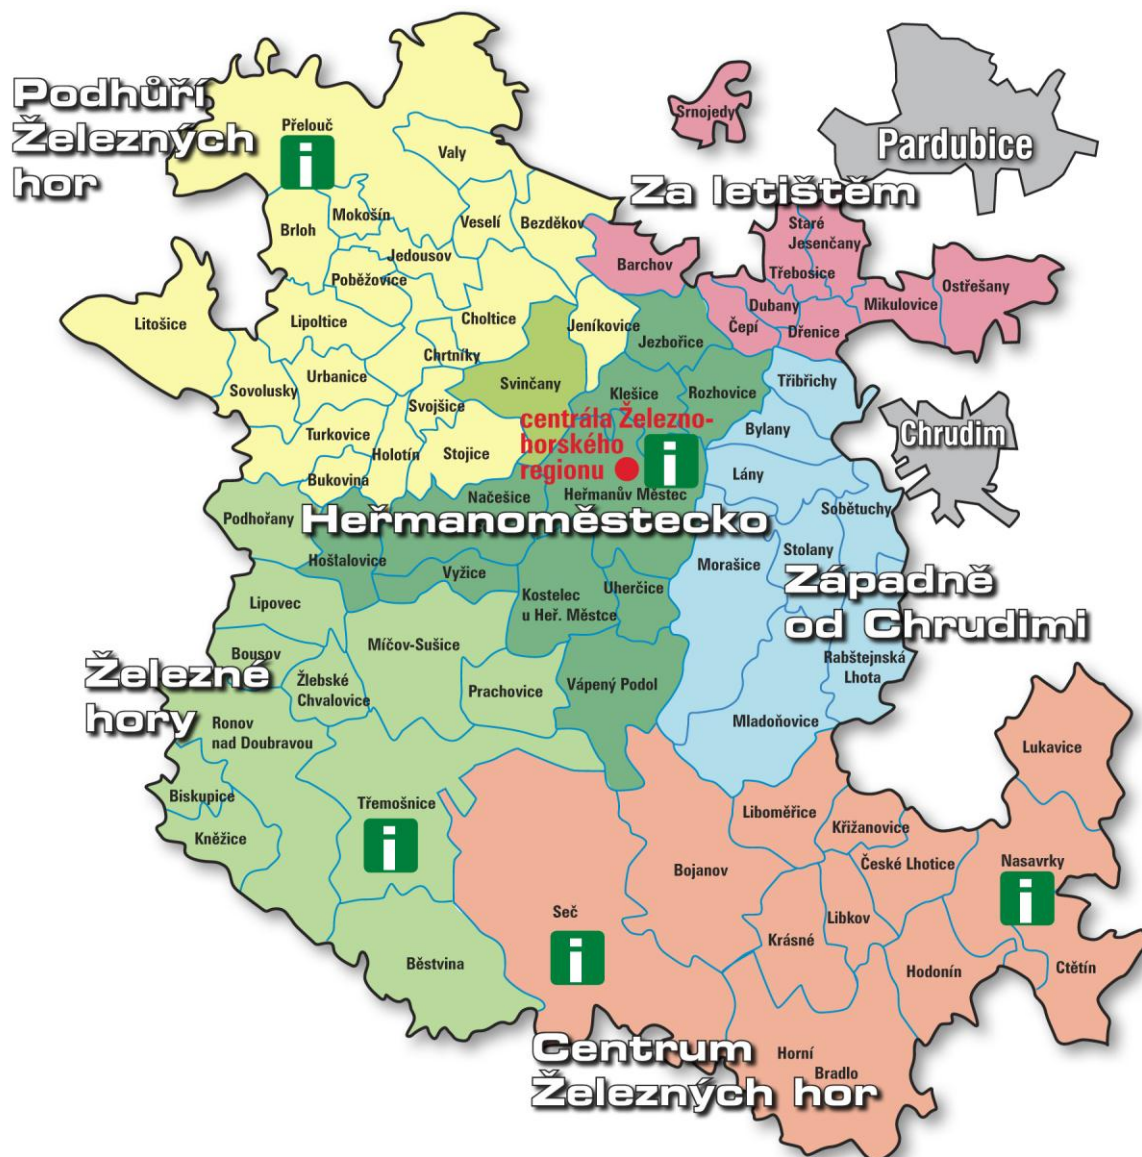 Podhůří
Železných
hor
Přelouč
i
Valy
Mokošín
Brloh
Veselí
Bezděkov
Jedousov
Poběžovice
Litošice
Lipoltice
Choltice
Jeníkovice
Chrtníky
Urbanice
Sovolusky
Svinčany
Svojšice
Turkovice
Holotín
Stojice
Bukovina
Srnojedy
Pardubice
Za letištěm
Staré
Jesenčany
Barchov
Třebosice
Ostřešany
Dubany
Mikulovice
Čepí
Dřenice
Jezbořice
Klešice
Rozhovice
centrála Železno-
horského
regionu
i
Načešice
Heřmanův Městec
Heřmanoměstecko
Hoštalovice
Vyžice
Kostelec
u Heř. Městce
Uherčice
Vápený Podol
Třibřichy
Bylany
Chrudim
Lány
Sobětuchy
Stolany
Morašice
Západně
od Chrudimi
Rabštejnská
Lhota
Mladoňovice
Podhořany
Lipovec
Bousov
Míčov-Sušice
Železné
hory
Žlebské
Chvalovice
Prachovice
Ronov
nad Doubravou
Biskupice
Třemošnice
i
Kněžice
Běstvina
Lukavice
Liboměřice
Křižanovice
Bojanov
České Lhotice
Nasavrky
i
Seč
i
Libkov
Krásné
Hodonín
Ctětín
Centrum
Železných hor
Horní
Bradlo